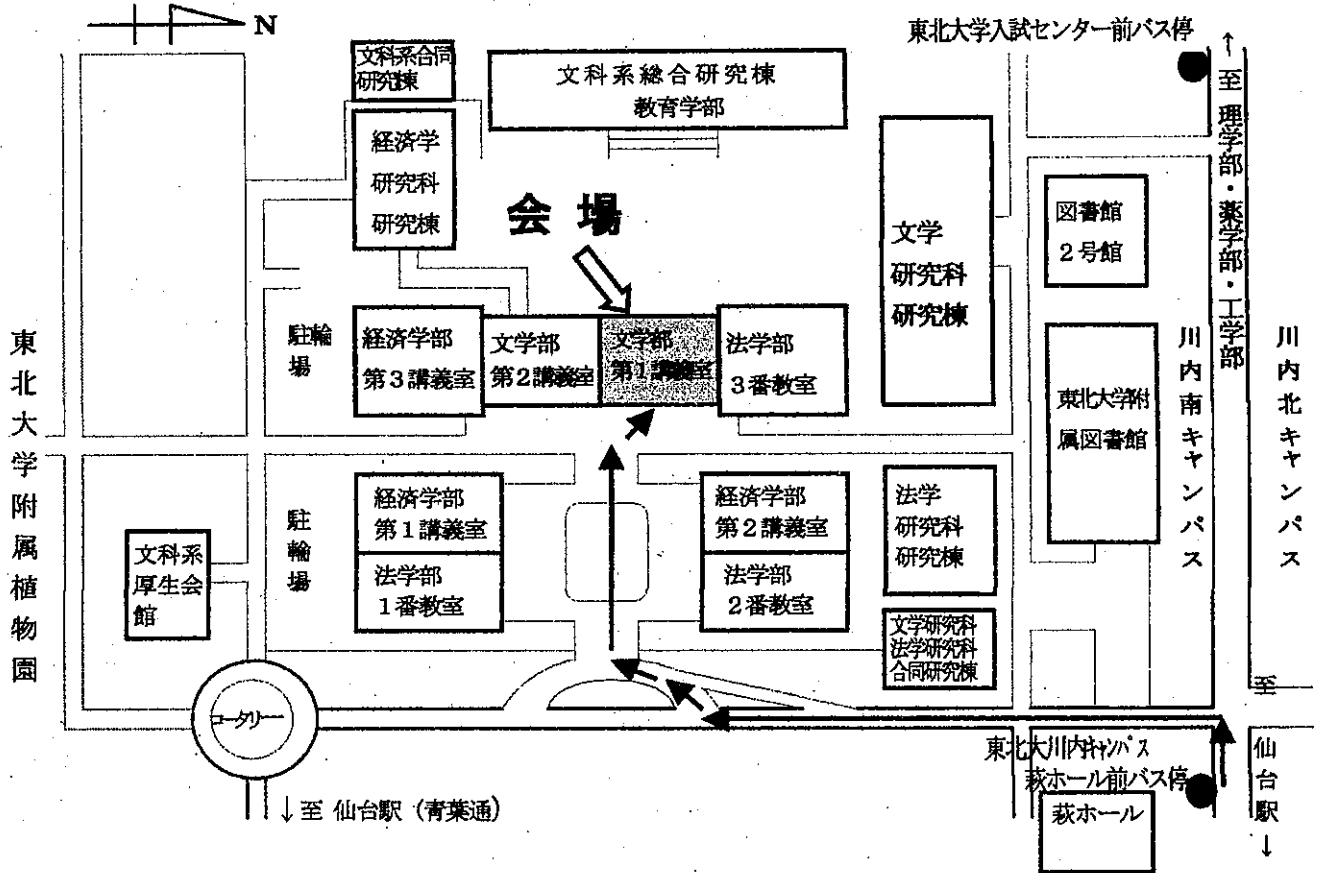 N
東北大学入試センター前バス停
文科系合同
研究棟
文科系総合研究棟
教育学部
↑至 理学部・薬学部・工学部
経済学
研究科
研究棟
会場
文学
研究科
研究棟
図書館
2号館
駐輪
場
経済学部
第3講義室
文学部
第2講義室
文学部
第1講義室
法学部
3番教室
東北大学附
属図書館
川内南キャンパス
川内北キャンパス
東北大学附属植物園
文科系
厚生会
館
駐輪場
経済学部
第1講義室
法学部
1番教室
経済学部
第2講義室
法学部
2番教室
法学
研究科
研究棟
文学研究科
法学研究科
合同研究棟
ロータリー
↓至 仙台駅(青葉通)
東北大川内キャンパス
萩ホール前バス停
萩ホール
至 仙台駅↓